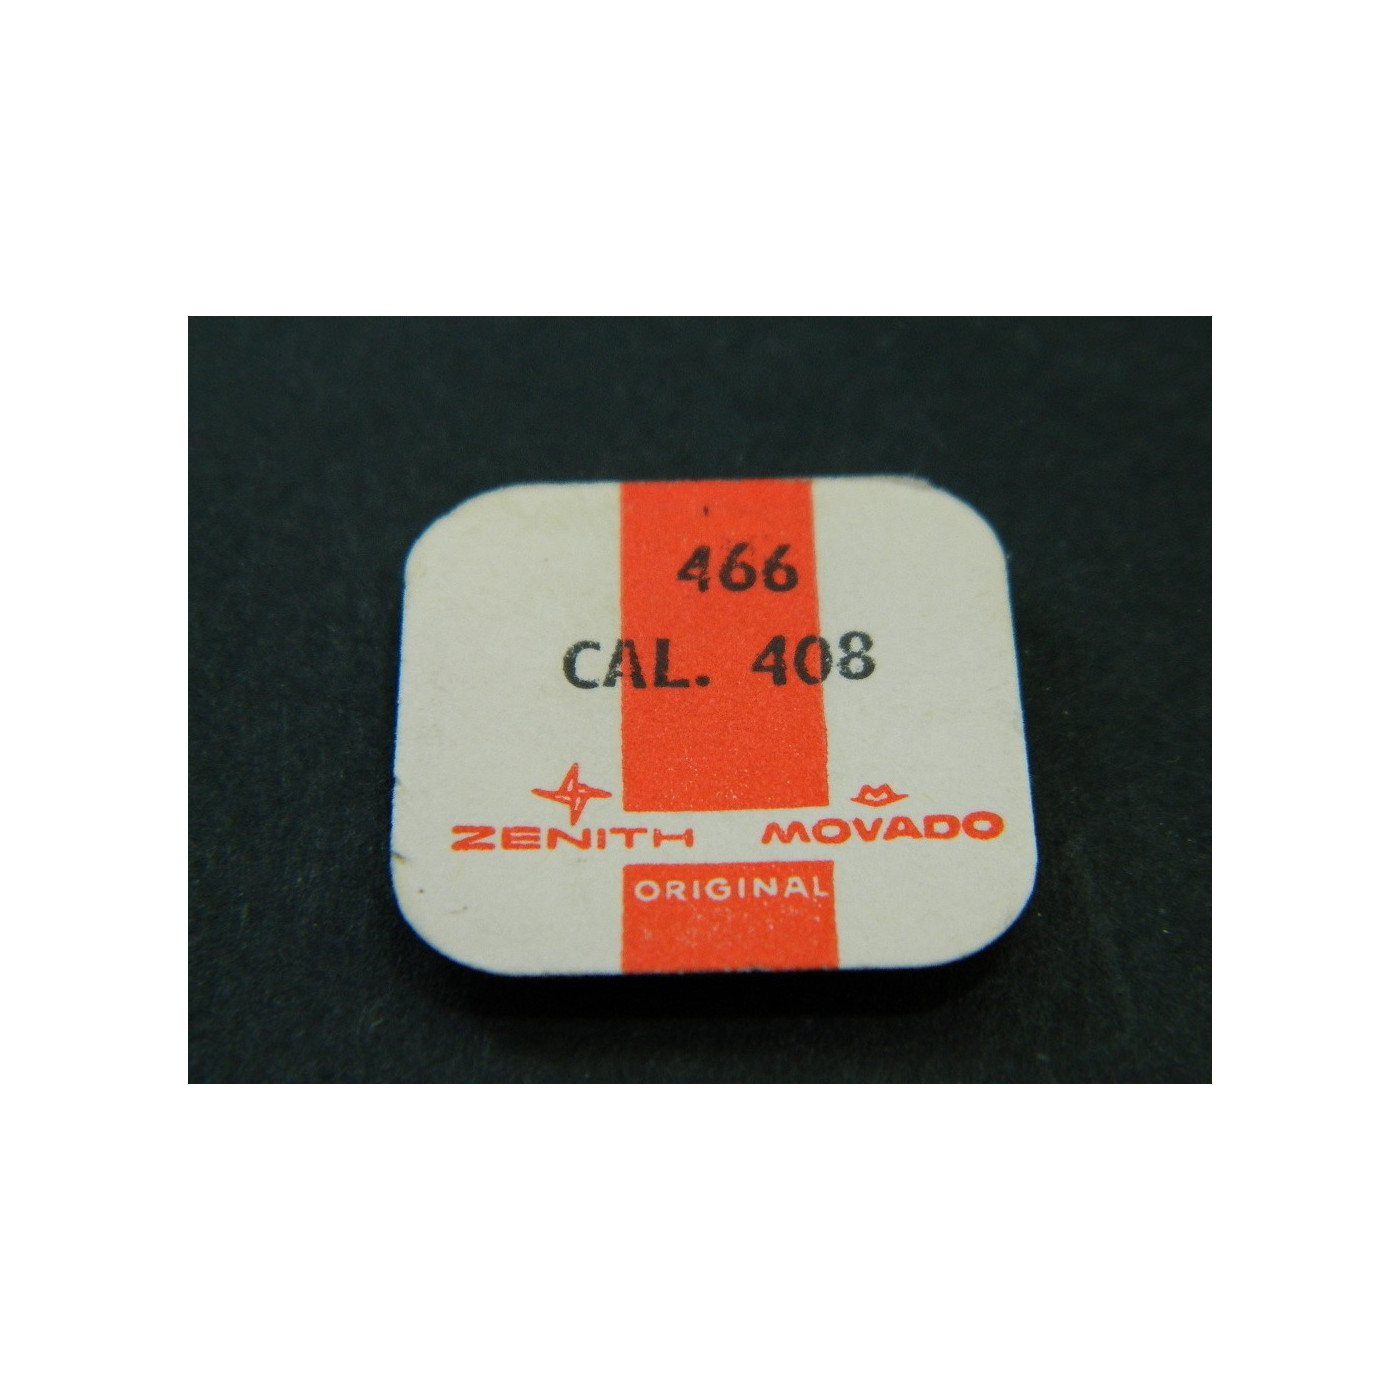 466
CAL. 408
ZENITH MOVADO
ORIGINAL